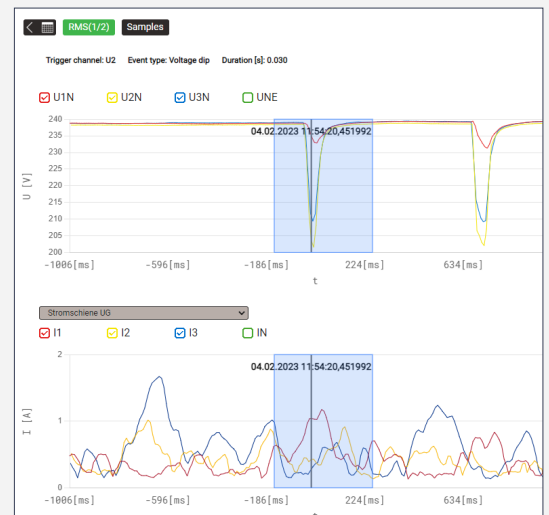 RMS(1/2) Samples
Trigger channel: U2 Event type: Voltage dip Duration [s]: 0.030
U1N U2N U3N UNE
240
04.02.2023 11:54:20,451992
235
230
225
220
215
210
205
200
U [V]
-1006[ms] -596[ms] -186[ms] 224[ms] 634[ms]
t
Stromschiene UG
I1 I2 I3 IN
2
04.02.2023 11:54:20,451992
1
0
I [A]
-1006[ms] -596[ms] -186[ms] 224[ms] 634[ms]